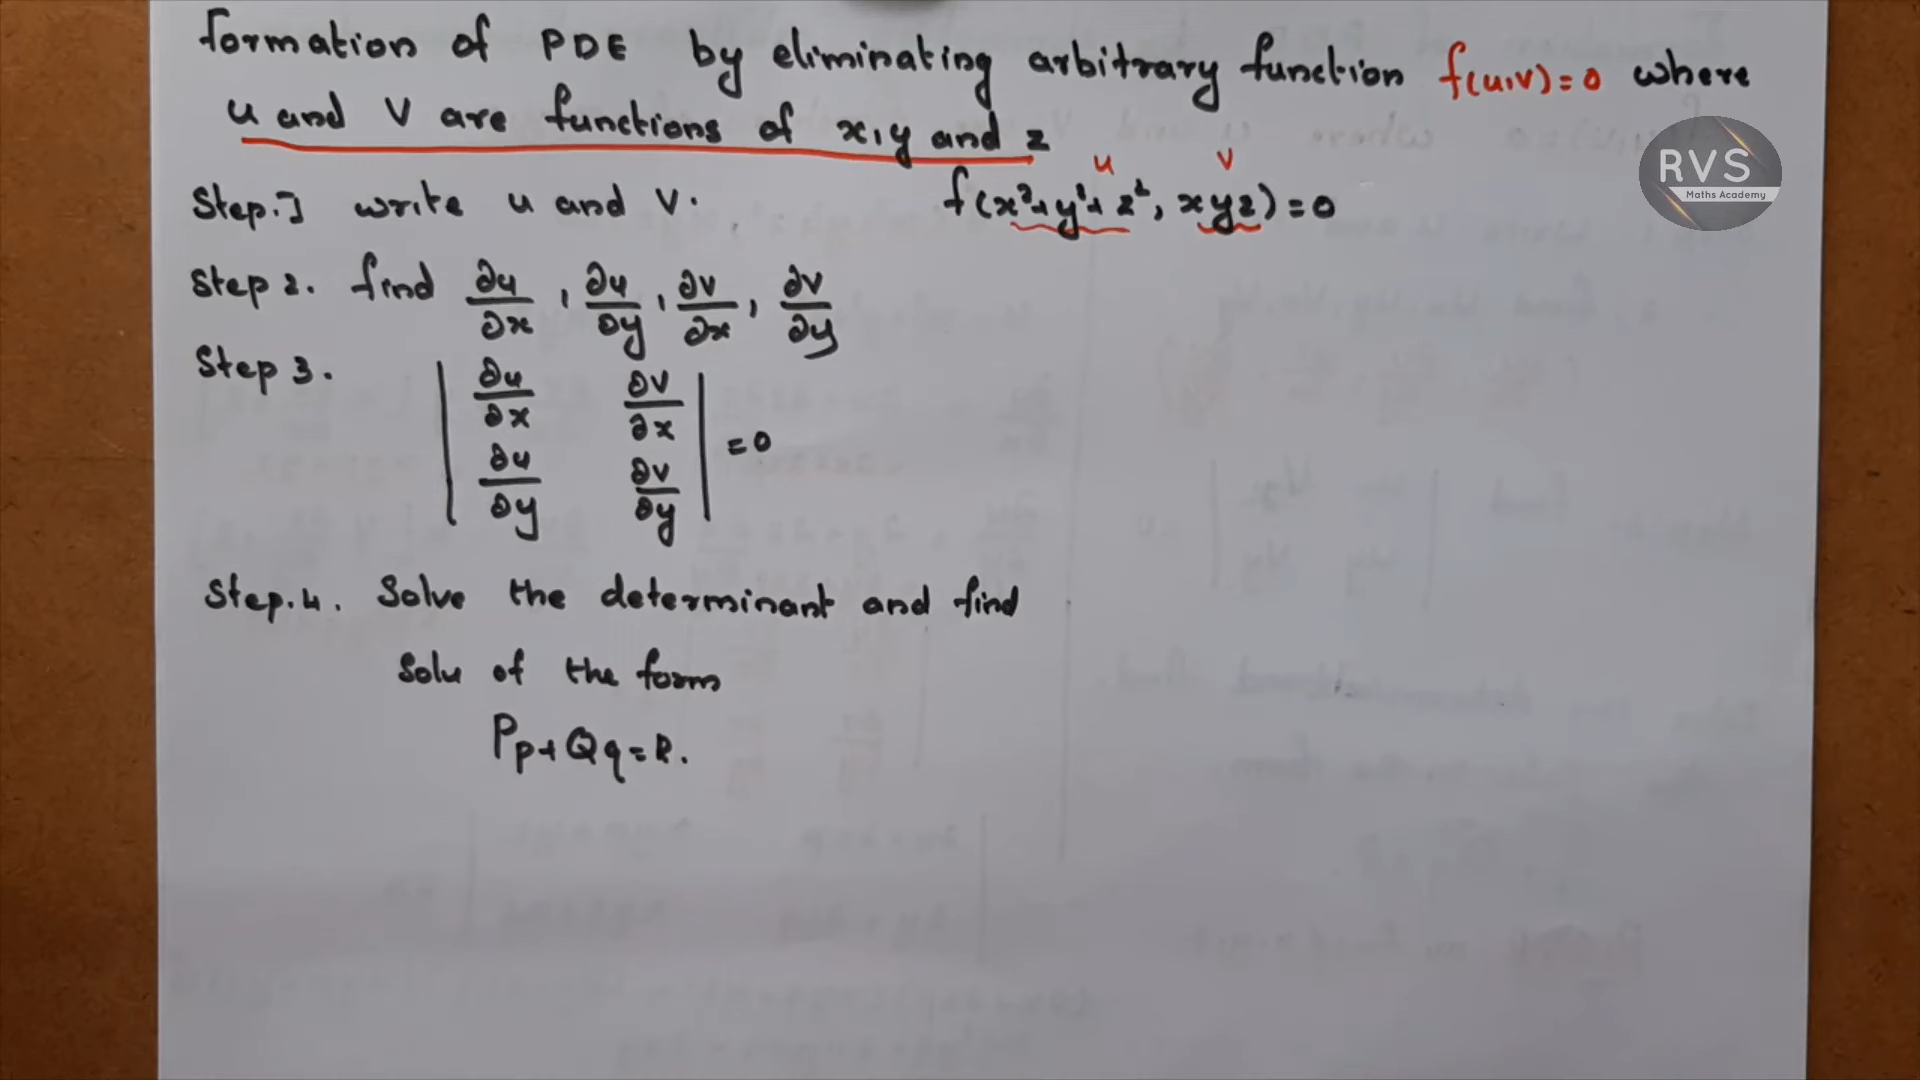 Formation of PDE by eliminating arbitrary function f(u,v)=0 where
u and v are functions of x,y and z
u v
Step.1 write u and v. f(x²+y²+z², xyz)=0
RVS
Maths Academy
Step 2. find ∂u/∂x , ∂u/∂y , ∂v/∂x , ∂v/∂y
Step 3. | ∂u/∂x ∂v/∂x |
| ∂u/∂y ∂v/∂y | =0
Step.4. Solve the determinant and find
Solu of the form
Pp+Qq=R.